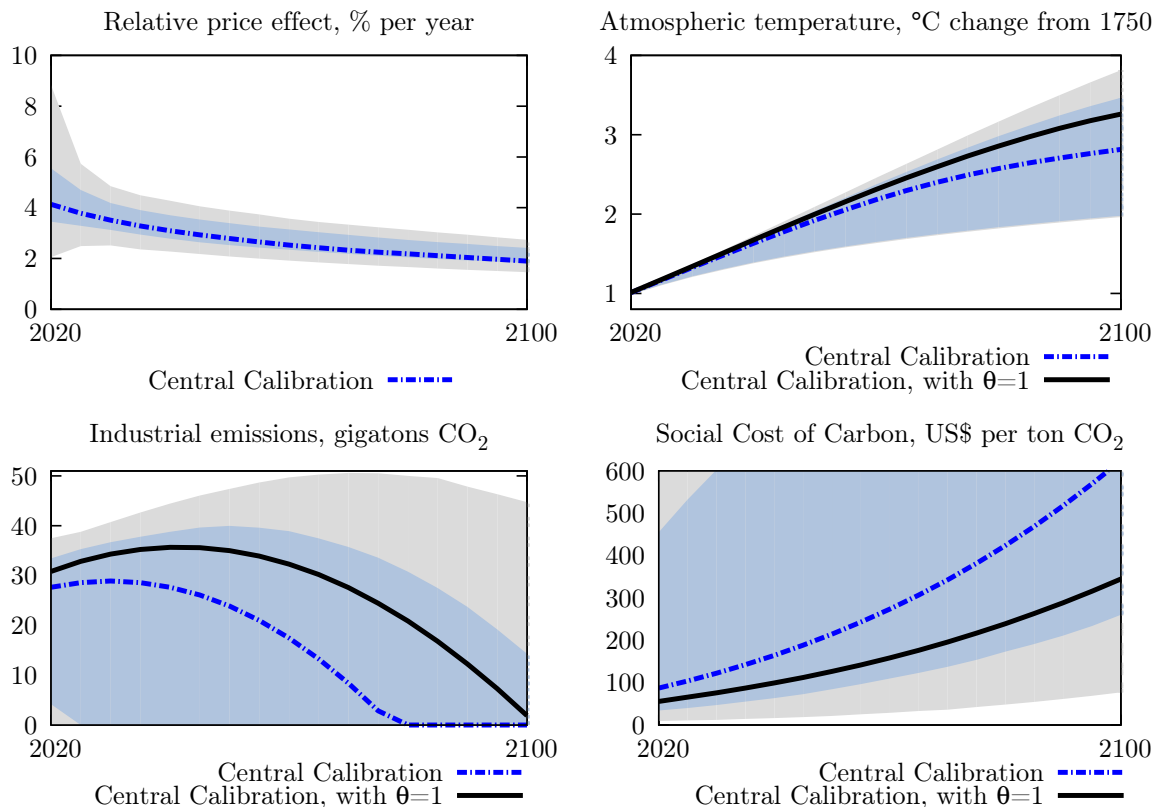 Relative price effect, % per year
10
8
6
4
2
0
2020
2100
Central Calibration
Atmospheric temperature, °C change from 1750
4
3
2
1
2020
2100
Central Calibration
Central Calibration, with θ=1
Industrial emissions, gigatons CO₂
50
40
30
20
10
0
2020
2100
Central Calibration
Central Calibration, with θ=1
Social Cost of Carbon, US$ per ton CO₂
600
500
400
300
200
100
0
2020
2100
Central Calibration
Central Calibration, with θ=1